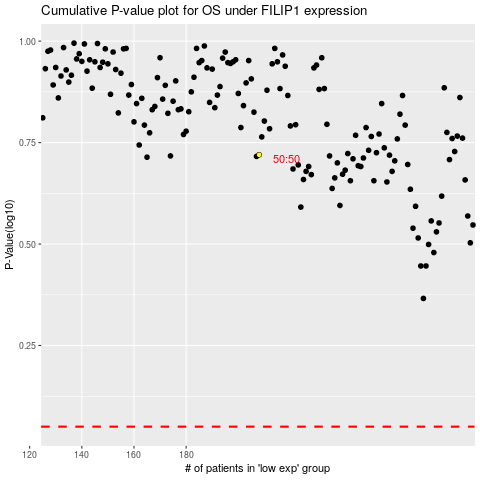 Cumulative P-value plot for OS under FILIP1 expression
P-Value(log10)
1.00
0.75
0.50
0.25
50:50
120 140 160 180
# of patients in 'low exp' group